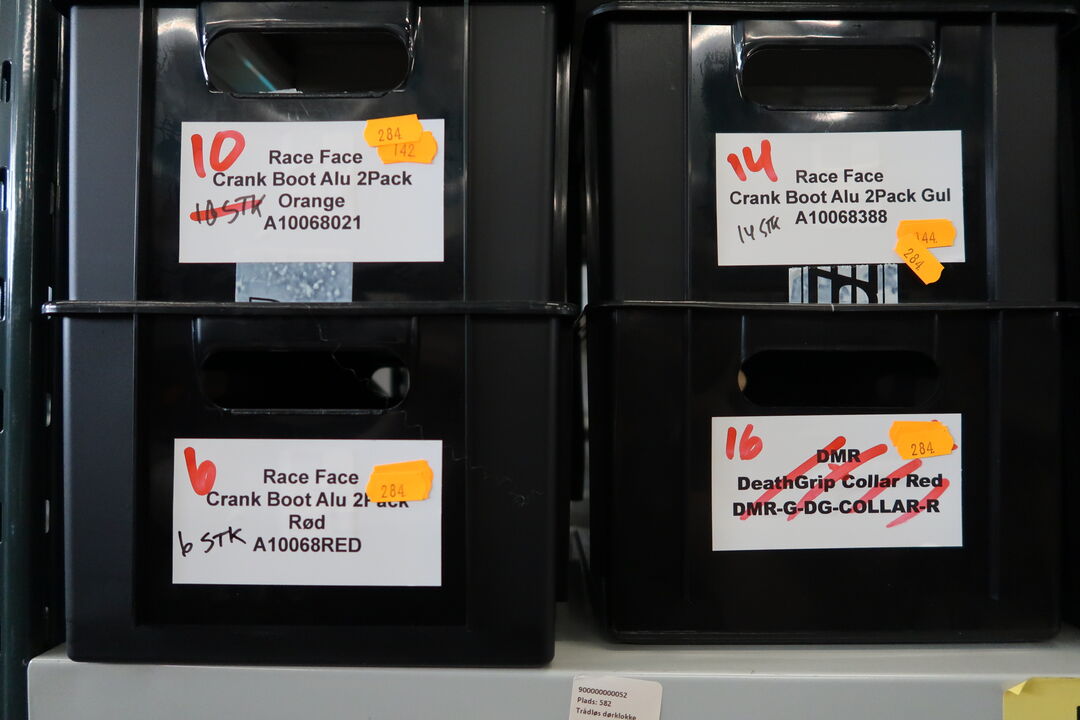 10
284
142
Race Face
Crank Boot Alu 2Pack
Orange
10 STK
A10068021
14
Race Face
Crank Boot Alu 2Pack Gul
A10068388
14 STK
144
284
6
Race Face
Crank Boot Alu 2Pack
284
Rød
6 STK
A10068RED
16
284
DMR
DeathGrip Collar Red
DMR-G-DG-COLLAR-R
900000000052
Plads: 582
Trådløs dørklokke